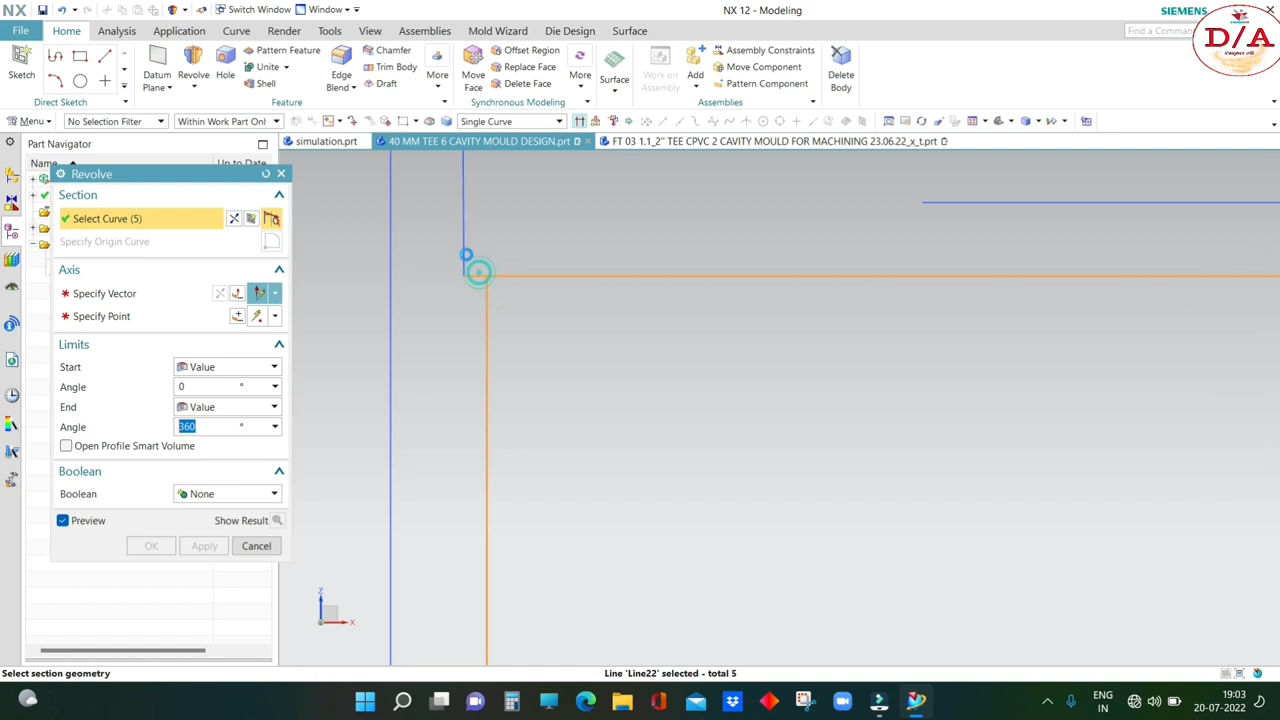 NX
Switch Window
Window
NX 12 - Modeling
SIEMENS
D/A
File
Home
Analysis
Application
Curve
Render
Tools
View
Assemblies
Mold Wizard
Die Design
Surface
Find a Comman
Sketch
Direct Sketch
Datum
Plane
Revolve
Hole
Pattern Feature
Unite
Shell
Edge
Blend
Chamfer
Trim Body
Draft
More
Feature
Move
Face
Offset Region
Replace Face
Delete Face
More
Synchronous Modeling
Surface
Work on
Assembly
Add
Assembly Constraints
Move Component
Pattern Component
Assemblies
Delete
Body
Menu
No Selection Filter
Within Work Part Onl
Single Curve
Part Navigator
simulation.prt
40 MM TEE 6 CAVITY MOULD DESIGN.prt
FT 03 1.1_2'' TEE CPVC 2 CAVITY MOULD FOR MACHINING 23.06.22_x_t.prt
Name
Up to Date
Revolve
Section
Select Curve (5)
Specify Origin Curve
Axis
* Specify Vector
* Specify Point
Limits
Start
Value
Angle
0
°
End
Value
Angle
360
°
Open Profile Smart Volume
Boolean
Boolean
None
Preview
Show Result
OK
Apply
Cancel
Z
X
Select section geometry
Line 'Line22' selected - total 5
ENG
IN
19:03
20-07-2022